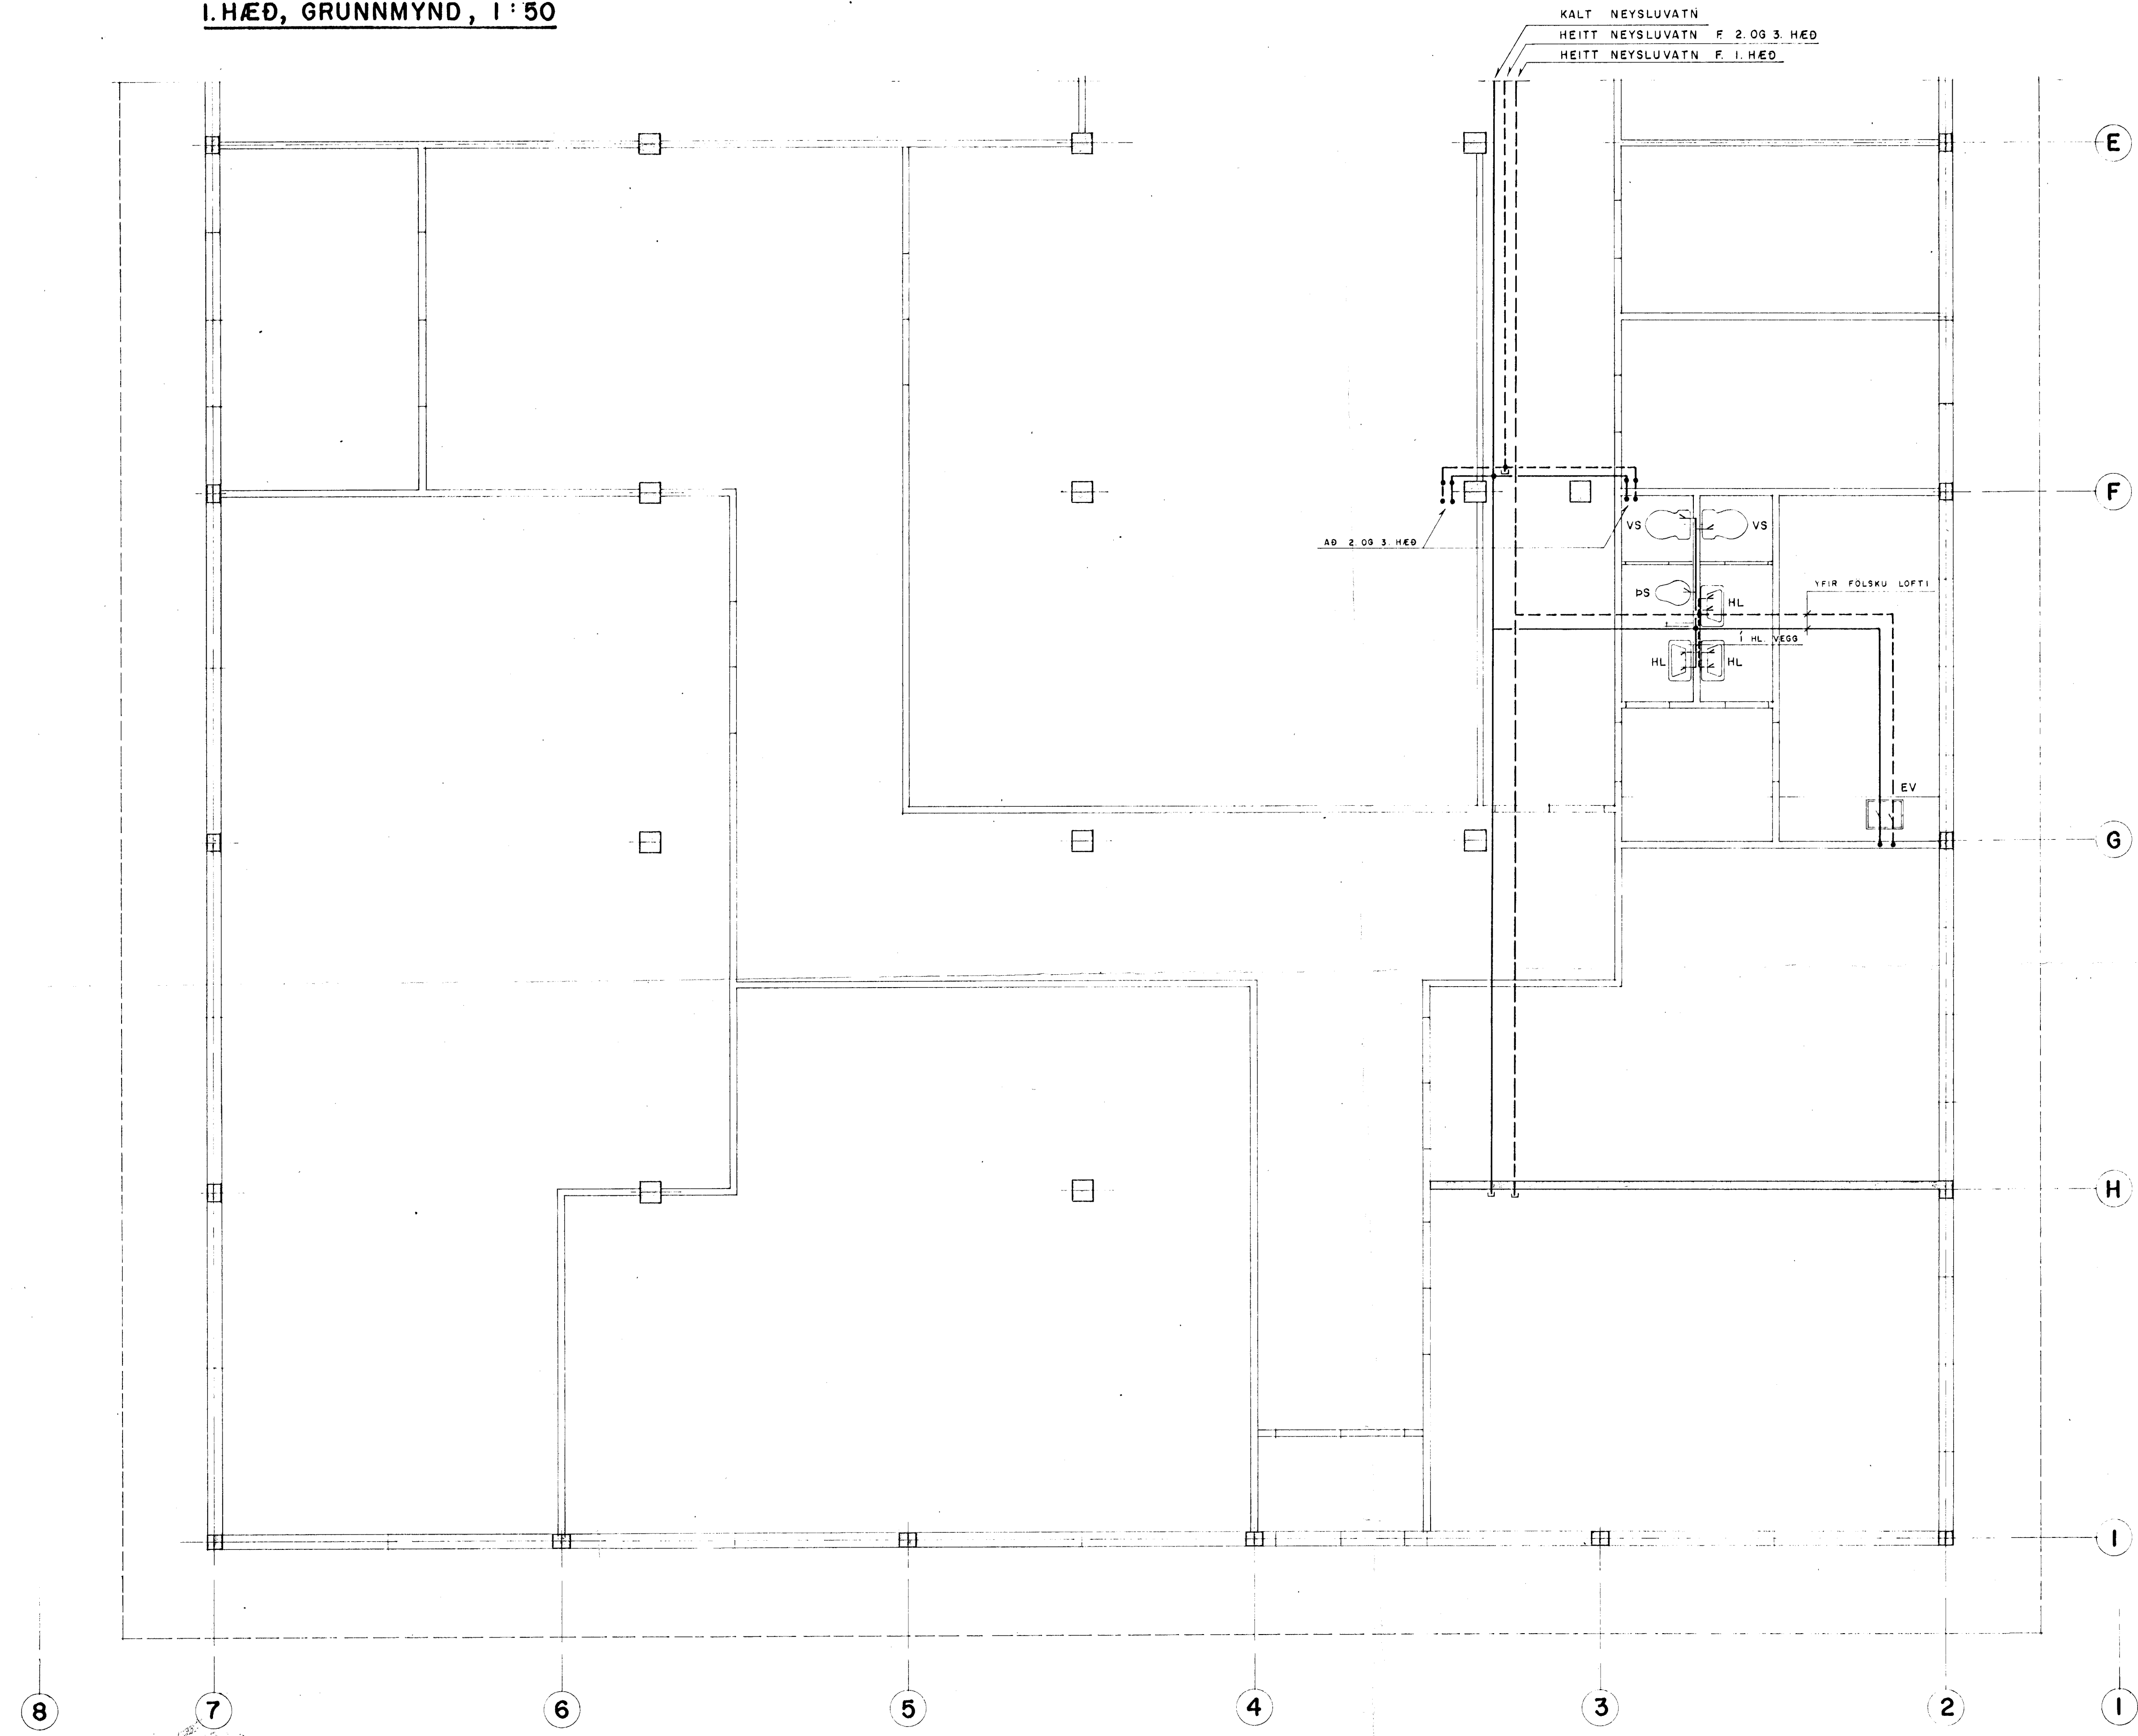 1. HÆÐ, GRUNNMYND, 1:50
KALT NEYSLUVATN
HEITT NEYSLUVATN F. 2. OG 3. HÆÐ
HEITT NEYSLUVATN F. 1. HÆÐ
E
F
VS
VS
AÐ 2. OG 3. HÆÐ
YFIR FÖLSKU LOFTI
ÞS
HL
Í HL. VEGG
HL
HL
EV
G
H
I
8
7
6
5
4
3
2
1